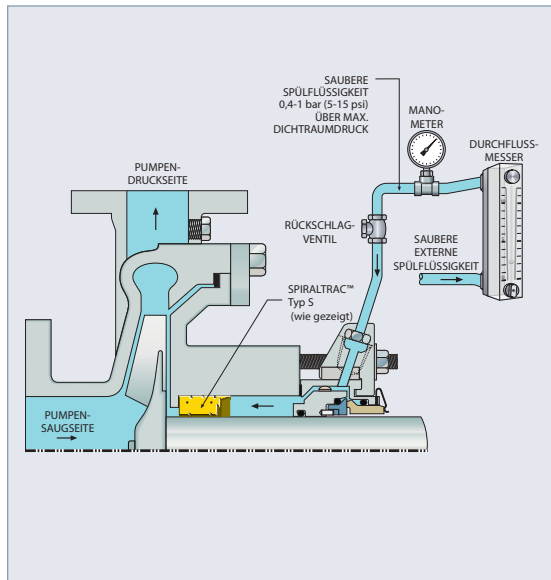 SAUBERE
SPÜLFLÜSSIGKEIT
0,4-1 bar (5-15 psi)
ÜBER MAX.
DICHTRAUMDRUCK
MANO-
METER
DURCHFLUSS-
MESSER
PUMPEN-
DRUCKSEITE
RÜCKSCHLAG-
VENTIL
SAUBERE
EXTERNE
SPÜLFLÜSSIGKEIT
SPIRALTRAC™
Typ S
(wie gezeigt)
PUMPEN-
SAUGSEITE